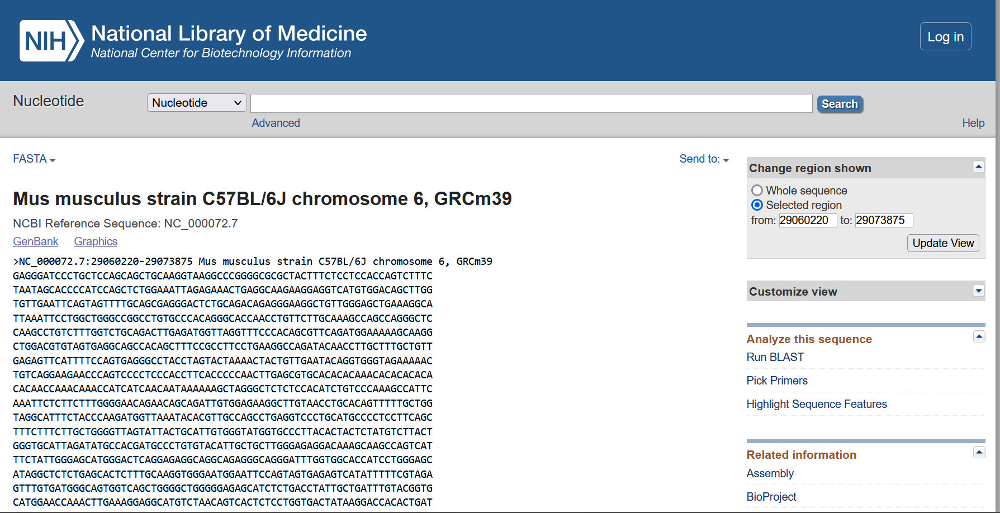 NIH
National Library of Medicine
National Center for Biotechnology Information
Log in
Nucleotide
Nucleotide
Search
Advanced
Help
FASTA
Send to:
Mus musculus strain C57BL/6J chromosome 6, GRCm39
NCBI Reference Sequence: NC_000072.7
GenBank Graphics
>NC_000072.7:29060220-29073875 Mus musculus strain C57BL/6J chromosome 6, GRCm39
GAGGGATCCCTGCTCCAGCAGCTGCAAGGTAAGGCCCGGGGCGCGCTACTTTCTCCTCCACCAGTCTTTC
TAATAGCACCCCATCCAGCTCTGGAAATTAGAGAAACTGAGGCAAGAAGGAGGTCATGTGGACAGCTTGG
TGTTGAATTCAGTAGTTTTGCAGCGAGGGACTCTGCAGACAGAGGGAAGGCTGTTGGGAGCTGAAAGGCA
TTAAATTCCTGGCTGGGCCGGCCTGTGCCCACAGGGCACCAACCTGTTCTTGCAAAGCCAGCCAGGGCTC
CAAGCCTGTCTTTGGTCTGCAGACTTGAGATGGTTAGGTTTCCCACAGCGTTCAGATGGAAAAAGCAAGG
CTGGACGTGTAGTGAGGCAGCCACAGCTTTCCGCCTTCCTGAAGGCCAGATACAACCTTGCTTTGCTGTT
GAGAGTTCATTTTCCAGTGAGGGCCTACCTAGTACTAAAACTACTGTTGAATACAGGTGGGTAGAAAAAC
TGTCAGGAAGAACCCAGTCCCCTCCCACCTTCACCCCCAACTTGAGCGTGCACACACAAACACACACACA
CACAACCAAACAAACCATCATCAACAATAAAAAAGCTAGGGCTCTCTCCACATCTGTCCCAAAGCCATTC
AAATTCTCTTCTTTGGGGAACAGAACAGCAGATTGTGGAGAAGGCTTGTAACCTGCACAGTTTTTGCTGG
TAGGCATTTCTACCCAAGATGGTTAAATACACGTTGCCAGCCTGAGGTCCCTGCATGCCCCTCCTTCAGC
TTTCTTTCTTGCTGGGGTTAGTATTACTGCATTGTGGGTATGGTGCCCTTACACTACTCTATGTCTTACT
GGGTGCATTAGATATGCCACGATGCCCTGTGTACATTGCTGCTTGGGAGAGGACAAAGCAAGCCAGTCAT
TTCTATTGGGAGCATGGGACTCAGGAGAGGCAGGCAGAGGGCAGGGATTTGGTGGCACCATCCTGGGAGC
ATAGGCTCTCTGAGCACTCTTTGCAAGGTGGGAATGGAATTCCAGTAGTGAGAGTCATATTTTTCGTAGA
GTTTGTGATGGGCAGTGGTCAGCTGGGGCTGGGGGAGAGCATCTCTGACCTATTGCTGATTTGTACGGTG
CATGGAACCAAACTTGAAAGGAGGCATGTCTAACAGTCACTCTCCTGGTGACTATAAGGACCACACTGAT
Change region shown
Whole sequence
Selected region
from: 29060220 to: 29073875
Update View
Customize view
Analyze this sequence
Run BLAST
Pick Primers
Highlight Sequence Features
Related information
Assembly
BioProject